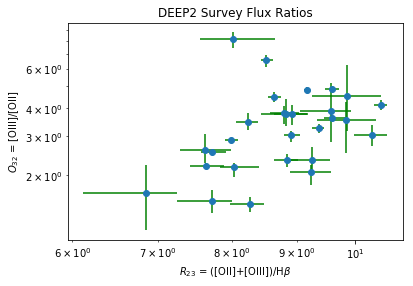 DEEP2 Survey Flux Ratios
O₃₂ = [OIII]/[OII]
6 × 10⁰
4 × 10⁰
3 × 10⁰
2 × 10⁰
6 × 10⁰ 7 × 10⁰ 8 × 10⁰ 9 × 10⁰ 10¹
R₂₃ = ([OII]+[OIII])/Hβ